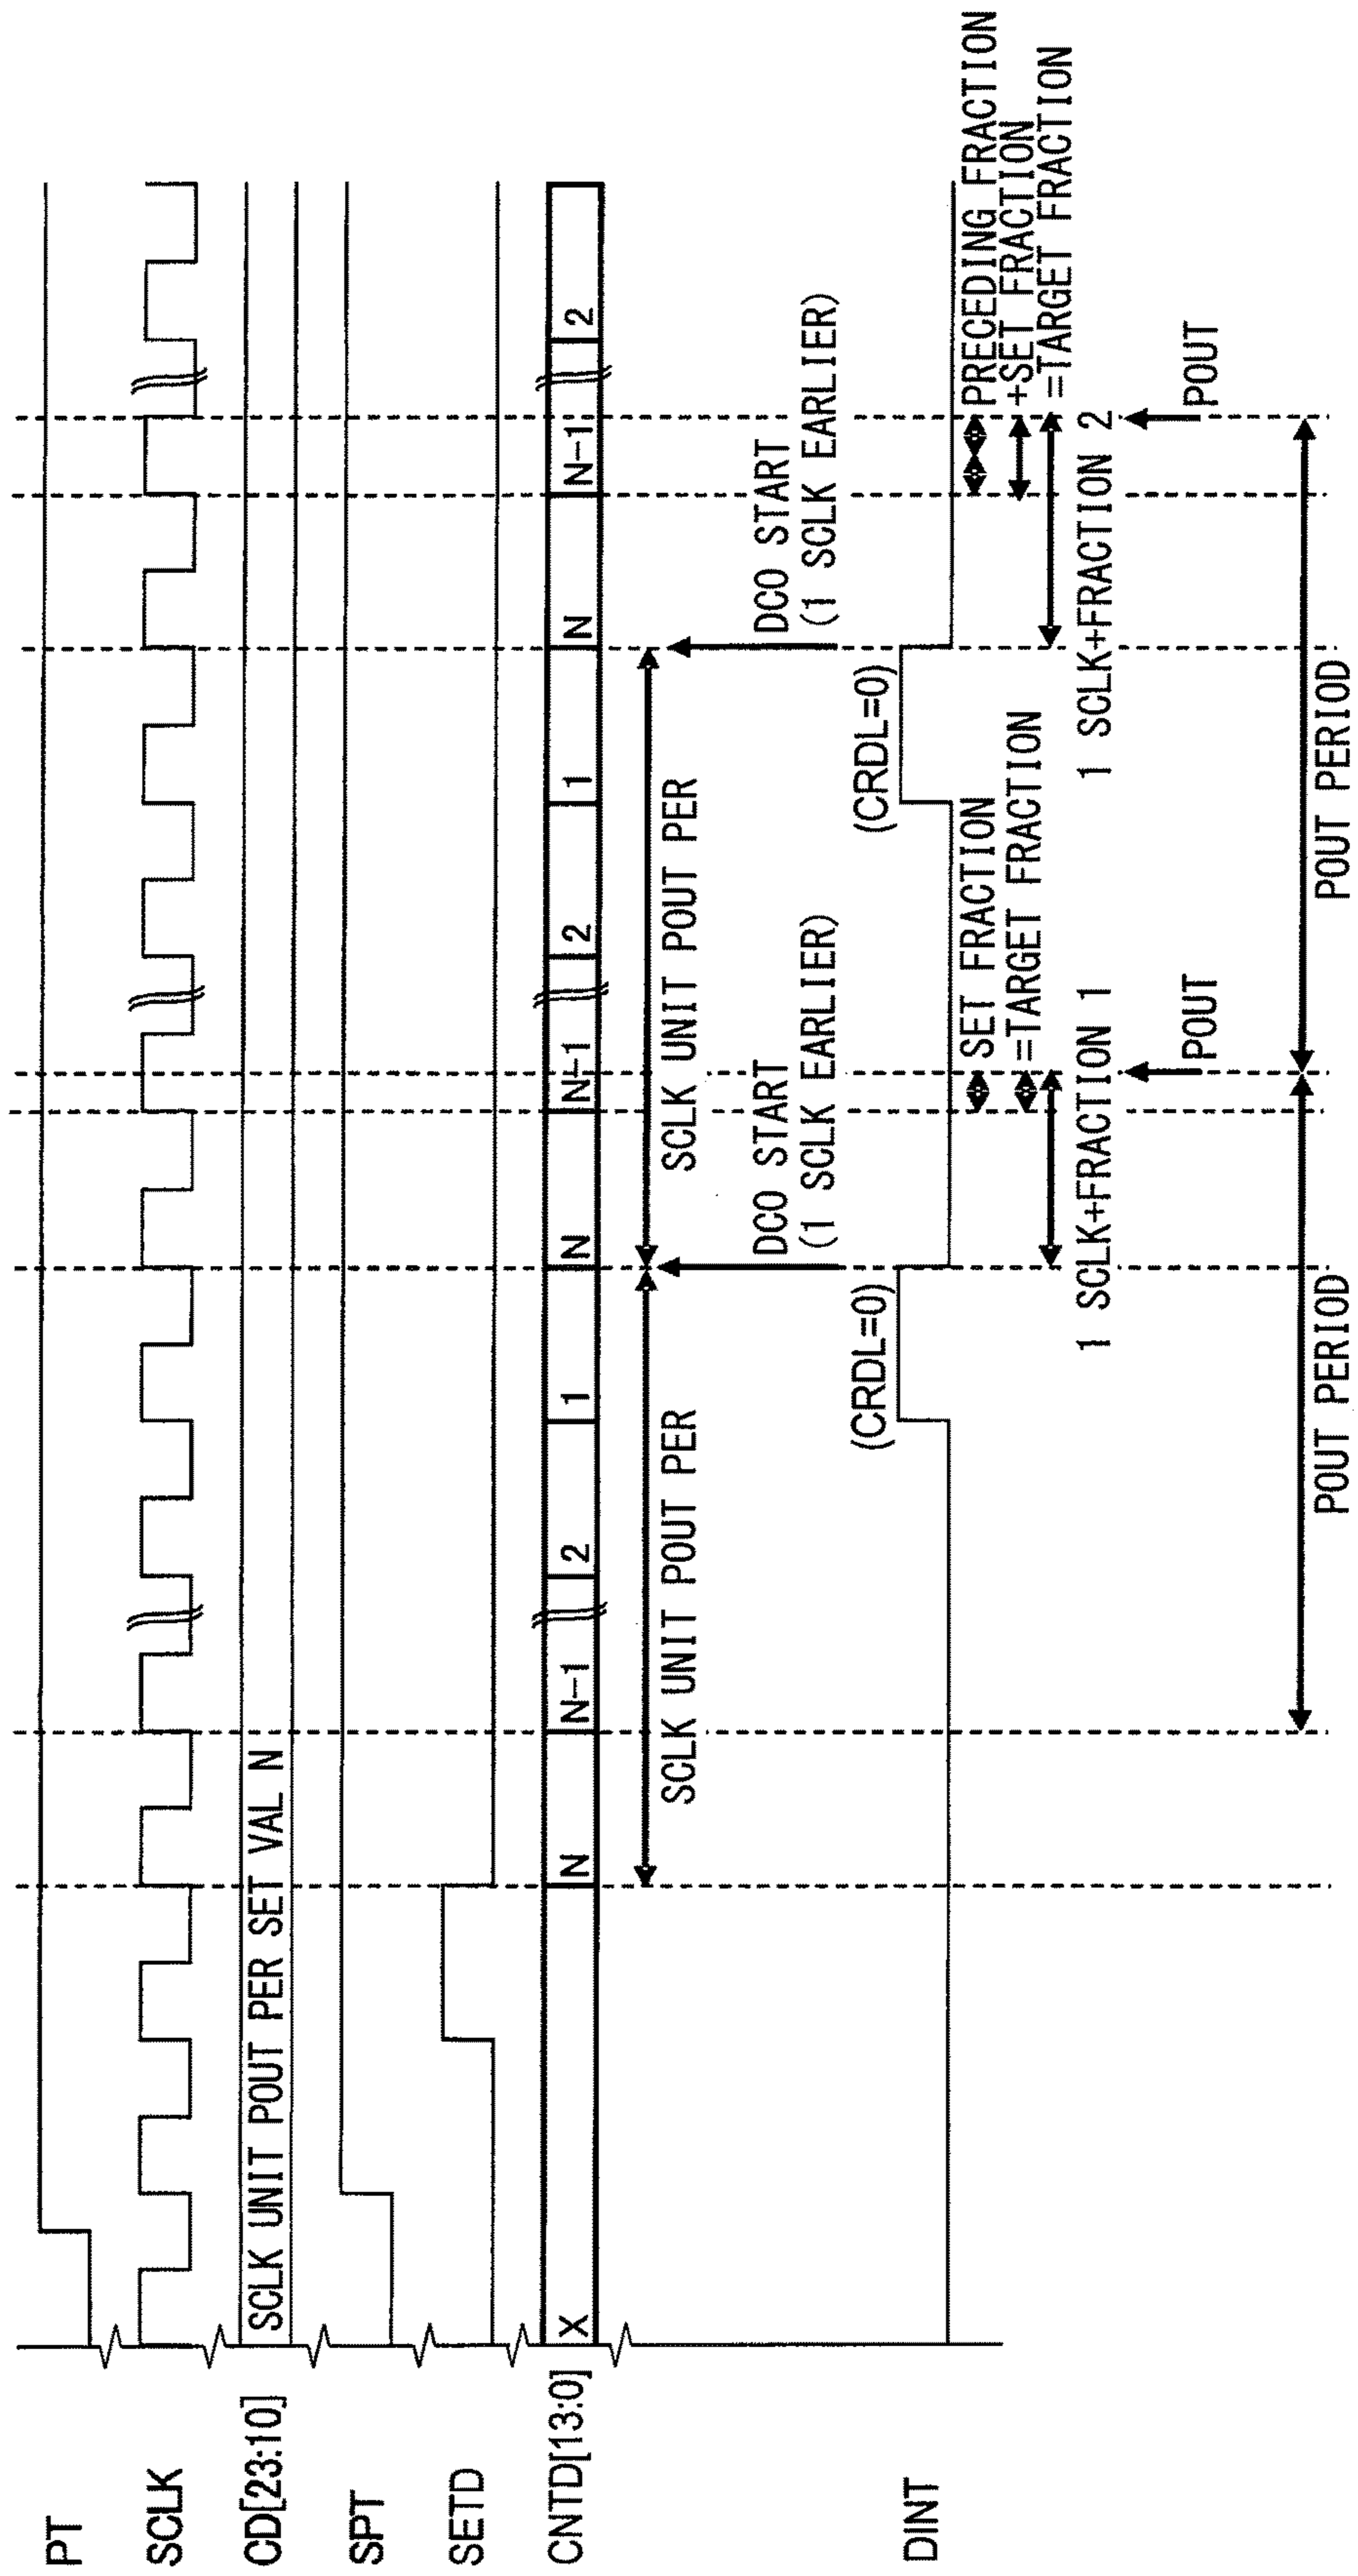 PT
SCLK
CD[23:10]
SCLK UNIT POUT PER SET VAL N
SPT
SETD
CNTD[13:0]
X
N
N-1
2
1
N
N-1
2
1
N
N-1
2
SCLK UNIT POUT PER
SCLK UNIT POUT PER
DCO START
(1 SCLK EARLIER)
DCO START
(1 SCLK EARLIER)
DINT
(CRDL=0)
(CRDL=0)
SET FRACTION
=TARGET FRACTION
1 SCLK+FRACTION 1
PRECEDING FRACTION
+SET FRACTION
=TARGET FRACTION
1 SCLK+FRACTION 2
POUT
POUT
POUT PERIOD
POUT PERIOD